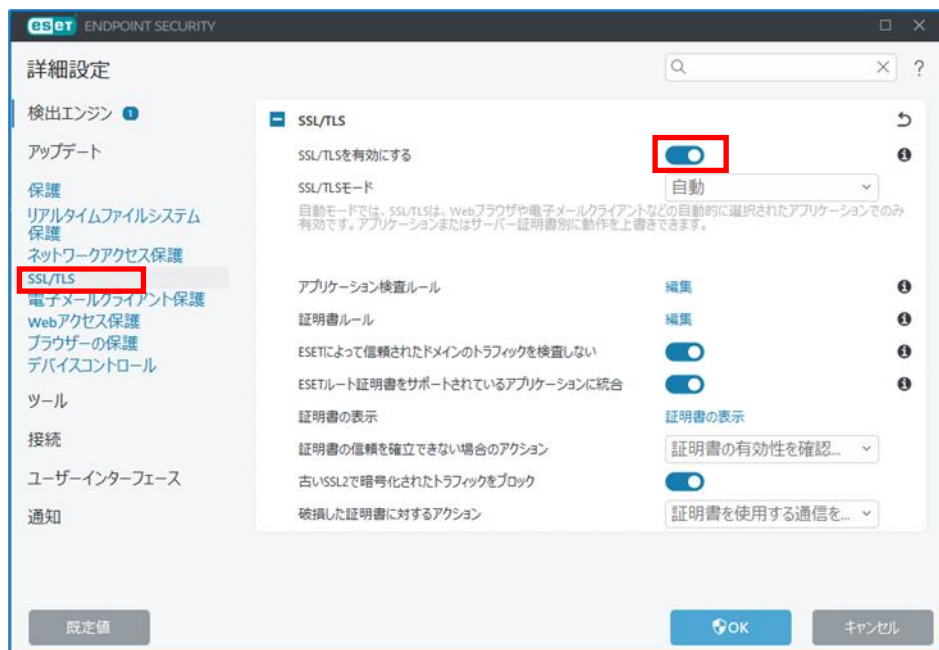 eset ENDPOINT SECURITY
詳細設定
?
検出エンジン 1
アップデート
保護
リアルタイムファイルシステム
保護
ネットワークアクセス保護
SSL/TLS
電子メールクライアント保護
Webアクセス保護
ブラウザーの保護
デバイスコントロール
ツール
接続
ユーザーインターフェース
通知
SSL/TLS
SSL/TLSを有効にする
SSL/TLSモード 自動
自動モードでは、SSL/TLSは、Webブラウザや電子メールクライアントなどの自動的に選択されたアプリケーションでのみ
有効です。アプリケーションまたはサーバー証明書別に動作を上書きできます。
アプリケーション検査ルール 編集
証明書ルール 編集
ESETによって信頼されたドメインのトラフィックを検査しない
ESETルート証明書をサポートされているアプリケーションに統合
証明書の表示 証明書の表示
証明書の信頼を確立できない場合のアクション 証明書の有効性を確認...
古いSSL2で暗号化されたトラフィックをブロック
破損した証明書に対するアクション 証明書を使用する通信を...
既定値
OK
キャンセル